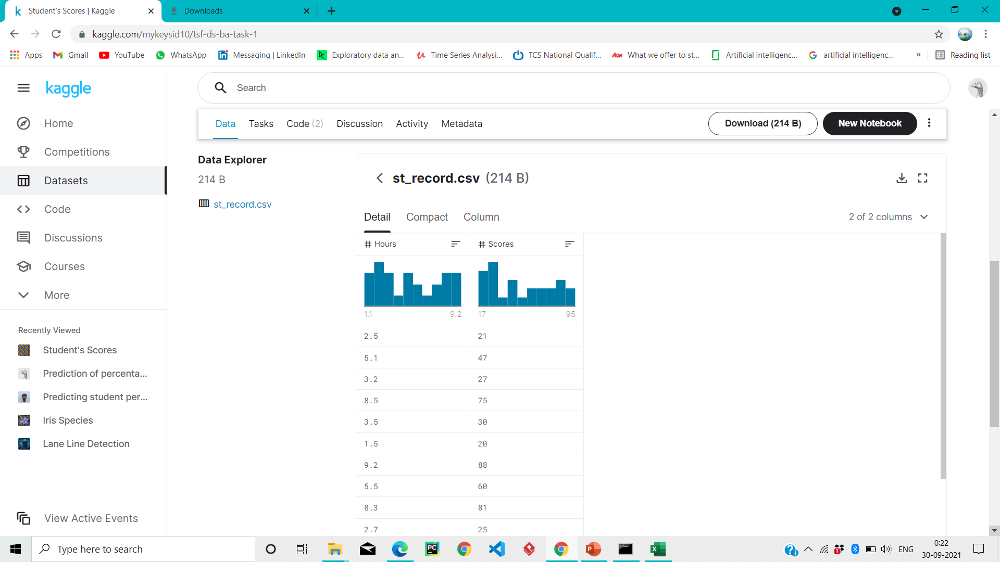 Student's Scores | Kaggle
Downloads
kaggle.com/mykeysid10/tsf-ds-ba-task-1
Apps
Gmail
YouTube
WhatsApp
Messaging | LinkedIn
Exploratory data an...
Time Series Analysi...
TCS National Qualif...
What we offer to st...
Artificial intelligenc...
artificial intelligenc...
»
Reading list
kaggle
Search
Home
Competitions
Datasets
Code
Discussions
Courses
More
Recently Viewed
Student's Scores
Prediction of percenta...
Predicting student per...
Iris Species
Lane Line Detection
View Active Events
Data
Tasks
Code (2)
Discussion
Activity
Metadata
Download (214 B)
New Notebook
Data Explorer
214 B
st_record.csv
st_record.csv (214 B)
Detail
Compact
Column
2 of 2 columns
# Hours
# Scores
1.1 9.2
17 95
2.5 21
5.1 47
3.2 27
8.5 75
3.5 30
1.5 20
9.2 88
5.5 60
8.3 81
2.7 25
Type here to search
ENG
0:22
30-09-2021